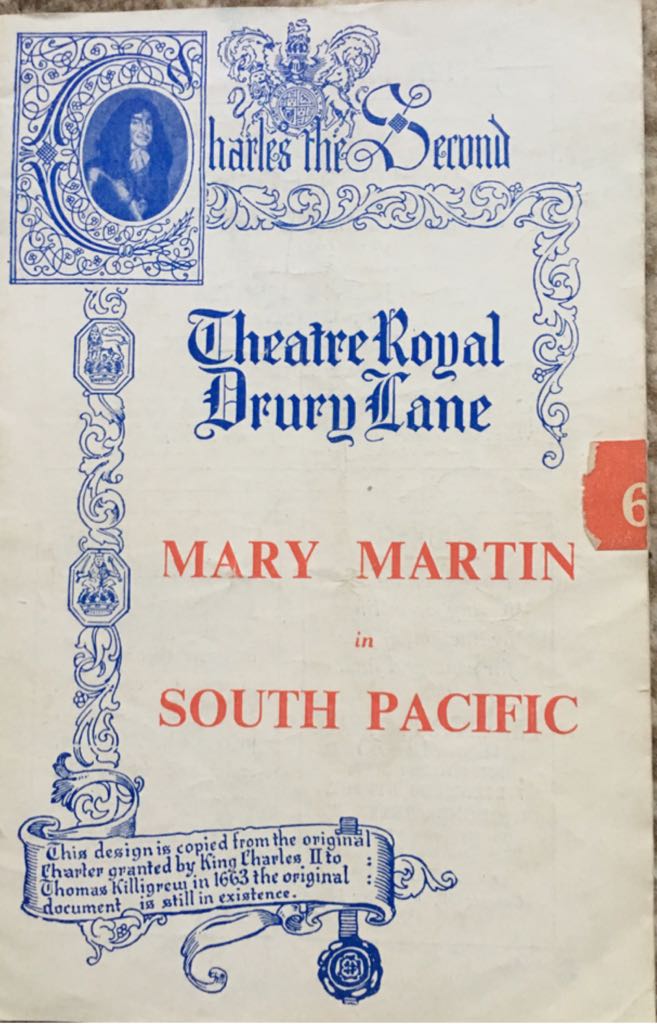 Charles the Second
Theatre Royal
Drury Lane
6
MARY MARTIN
in
SOUTH PACIFIC
This design is copied from the original
Charter granted by King Charles II to
Thomas Killigrew in 1663 the original
document is still in existence.